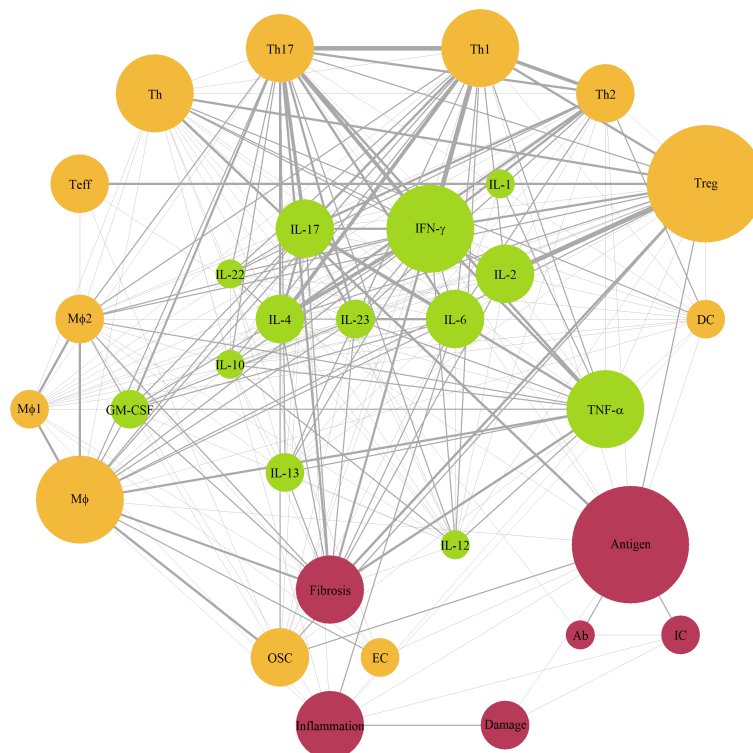 Th17
Th1
Th
Th2
Teff
IL-1
Treg
IL-17
IFN-γ
IL-22
IL-2
Mϕ2
IL-4
IL-23
IL-6
DC
IL-10
Mϕ1
GM-CSF
TNF-α
IL-13
Mϕ
IL-12
Antigen
Fibrosis
Ab
IC
OSC
EC
Inflammation
Damage